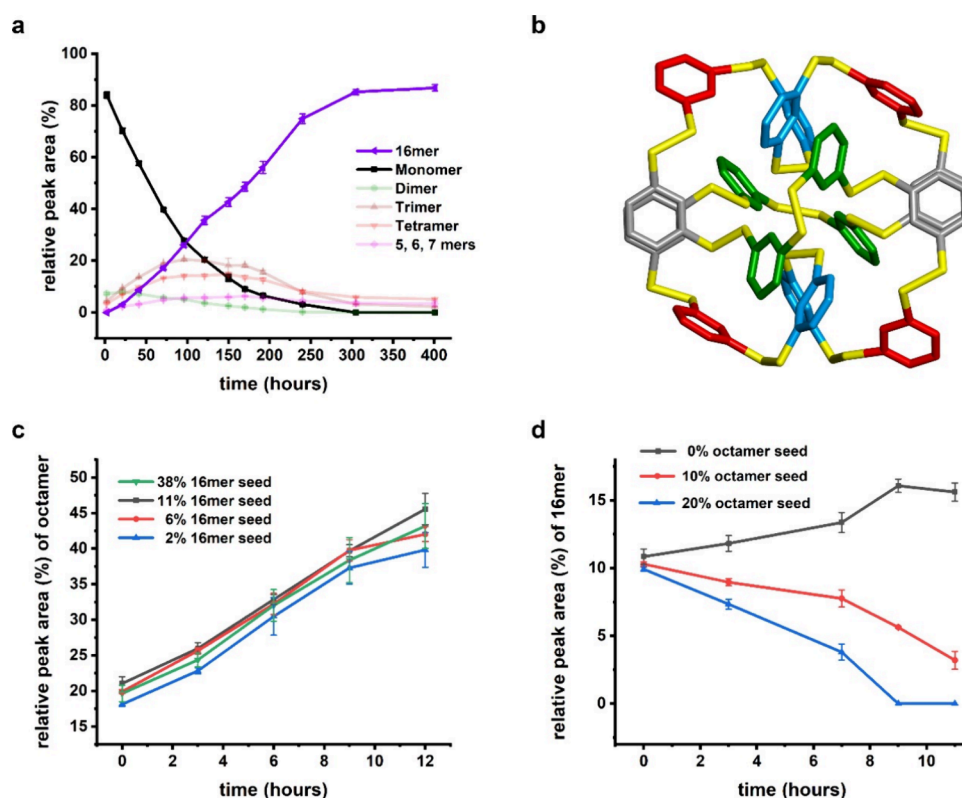 a
relative peak area (%)
100
80
60
40
20
0
16mer
Monomer
Dimer
Trimer
Tetramer
5, 6, 7 mers
0 50 100 150 200 250 300 350 400
time (hours)
b
c
relative peak area (%) of octamer
50
45
40
35
30
25
20
15
38% 16mer seed
11% 16mer seed
6% 16mer seed
2% 16mer seed
0 2 4 6 8 10 12
time (hours)
d
relative peak area (%) of 16mer
15
10
5
0
0% octamer seed
10% octamer seed
20% octamer seed
0 2 4 6 8 10
time (hours)